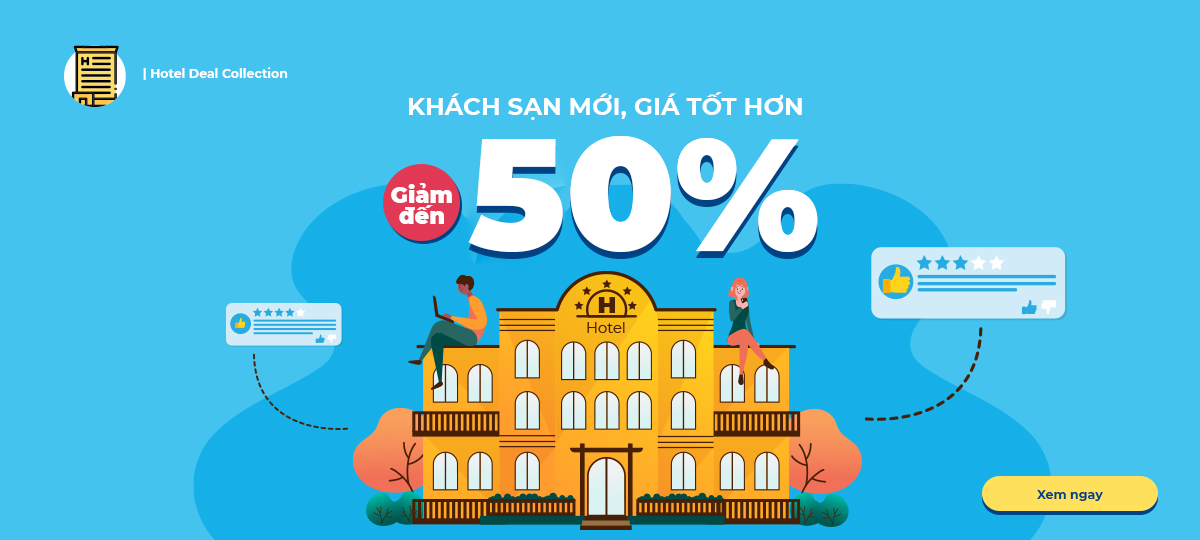 | Hotel Deal Collection
KHÁCH SẠN MỚI, GIÁ TỐT HƠN
Giảm
đến
50%
H
Hotel
Xem ngay